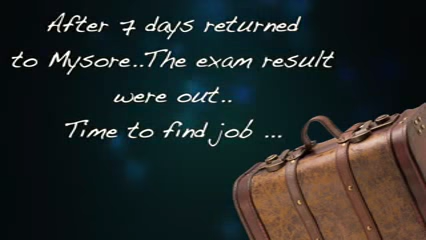 After 7 days returned
to Mysore..The exam result
were out..
Time to find job ...